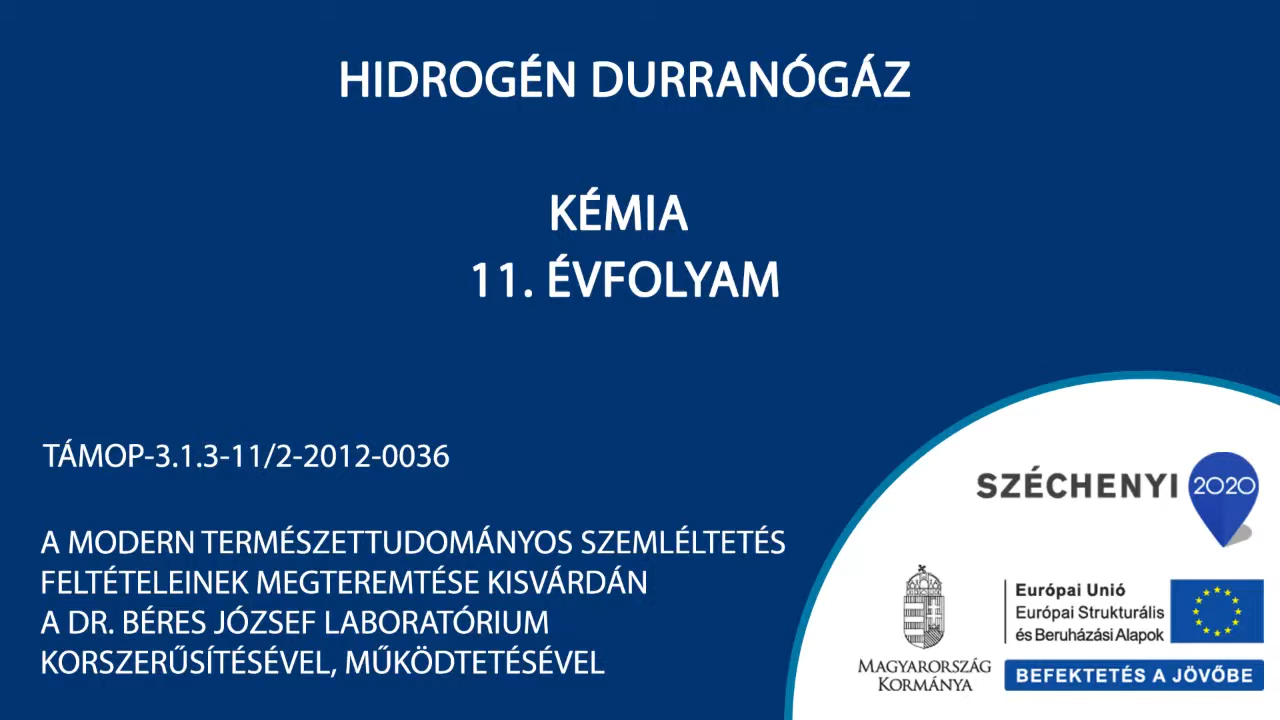 HIDROGÉN DURRANÓGÁZ
KÉMIA
11. ÉVFOLYAM
TÁMOP-3.1.3-11/2-2012-0036
A MODERN TERMÉSZETTUDOMÁNYOS SZEMLÉLTETÉS
FELTÉTELEINEK MEGTEREMTÉSE KISVÁRDÁN
A DR. BÉRES JÓZSEF LABORATÓRIUM
KORSZERŰSÍTÉSÉVEL, MŰKÖDTETÉSÉVEL
SZÉCHENYI 2020
MAGYARORSZÁG
KORMÁNYA
Európai Unió
Európai Strukturális
és Beruházási Alapok
BEFEKTETÉS A JÖVŐBE